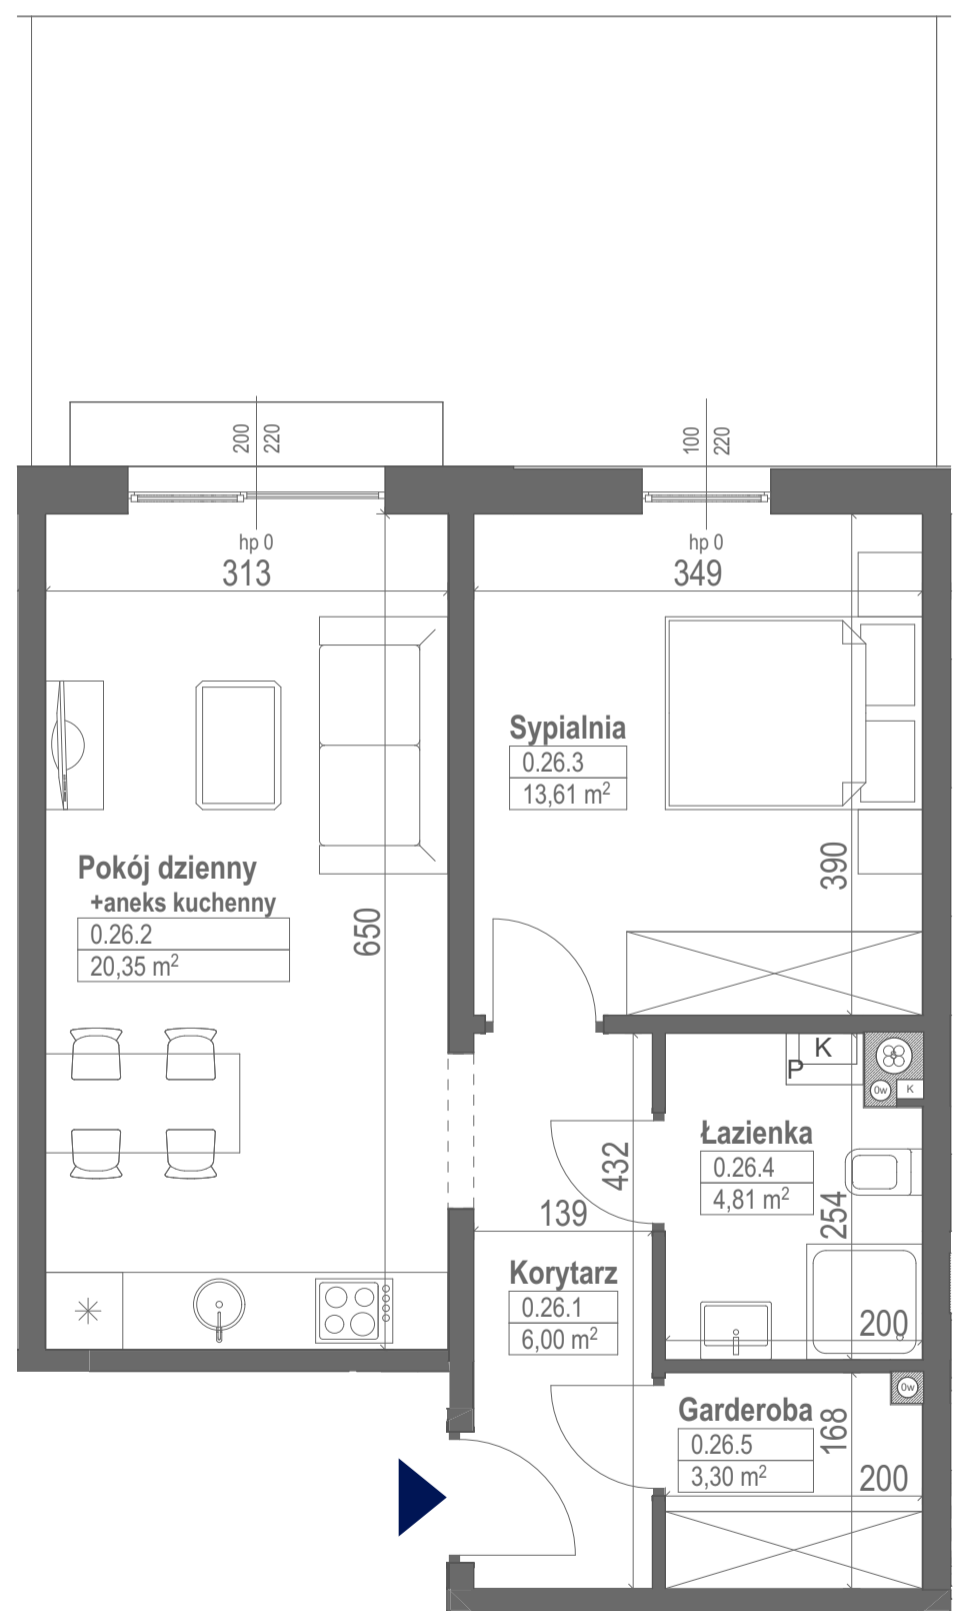 200
220
hp 0
313
100
220
hp 0
349
Sypialnia
0.26.3
13,61 m²
390
Pokój dzienny
+aneks kuchenny
0.26.2
20,35 m²
650
K
P
0w
K
Łazienka
0.26.4
4,81 m²
254
200
432
139
Korytarz
0.26.1
6,00 m²
0w
Garderoba
0.26.5
3,30 m²
168
200